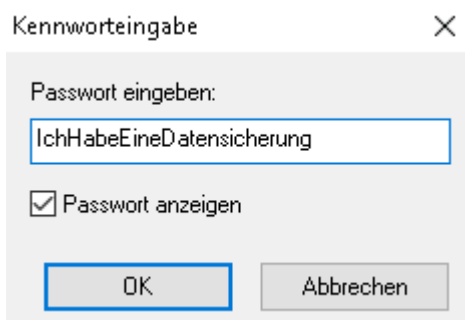 Kennworteingabe
Passwort eingeben:
IchHabeEineDatensicherung
Passwort anzeigen
OK Abbrechen